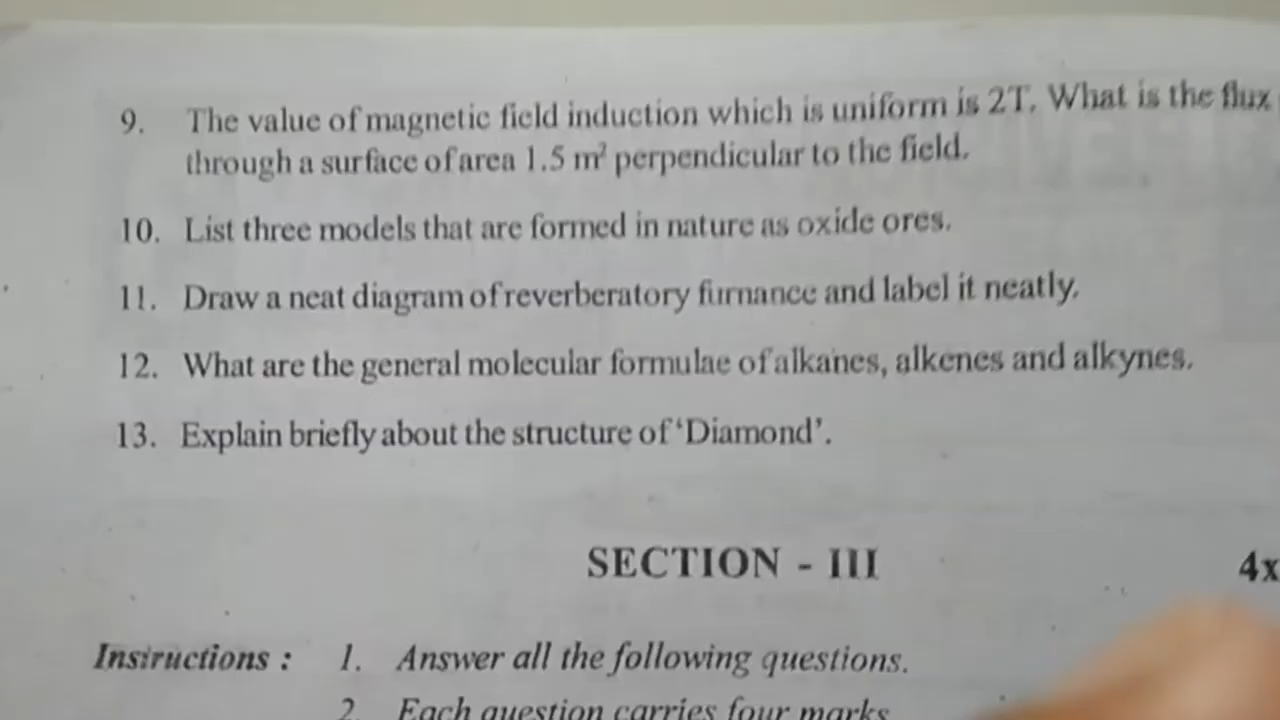 9. The value of magnetic field induction which is uniform is 2T. What is the flux
through a surface of area 1.5 m² perpendicular to the field.
10. List three models that are formed in nature as oxide ores.
11. Draw a neat diagram of reverberatory furnance and label it neatly.
12. What are the general molecular formulae of alkanes, alkenes and alkynes.
13. Explain briefly about the structure of ‘Diamond’.
SECTION - III 4x
Instructions : 1. Answer all the following questions.
2. Each question carries four marks